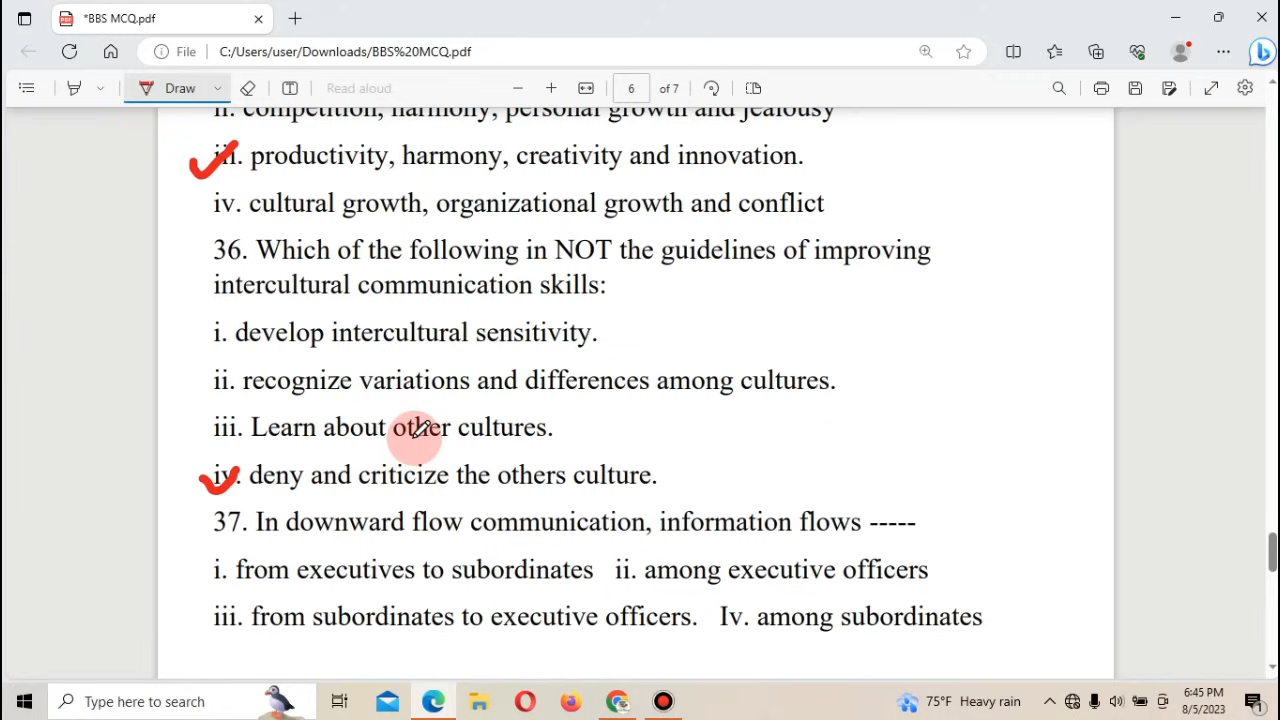 *BBS MCQ.pdf
File C:/Users/user/Downloads/BBS%20MCQ.pdf
Draw Read aloud 6 of 7
ii. competition, harmony, personal growth and jealousy
iii. productivity, harmony, creativity and innovation.
iv. cultural growth, organizational growth and conflict
36. Which of the following in NOT the guidelines of improving
intercultural communication skills:
i. develop intercultural sensitivity.
ii. recognize variations and differences among cultures.
iii. Learn about other cultures.
iv. deny and criticize the others culture.
37. In downward flow communication, information flows -----
i. from executives to subordinates ii. among executive officers
iii. from subordinates to executive officers. Iv. among subordinates
Type here to search 75°F Heavy rain 6:45 PM
8/5/2023